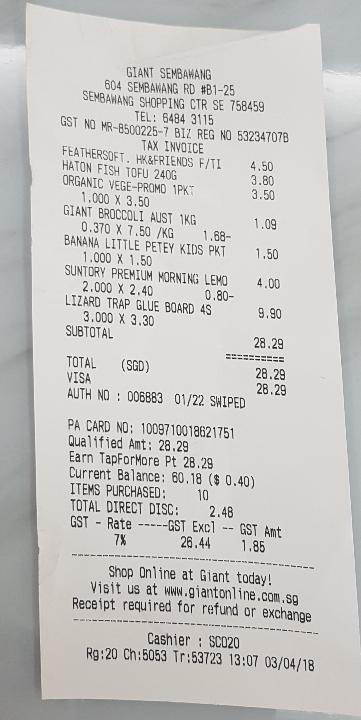 GIANT SEMBAWANG
604 SEMBAWANG RD #B1-25
SEMBAWANG SHOPPING CTR SE 758459
TEL: 6484 3115
GST NO MR-8500225-7 BIZ REG NO 53234707B
TAX INVOICE
FEATHERSOFT. HK&FRIENDS F/TI 4.50
HATON FISH TOFU 240G 3.80
ORGANIC VEGE-PROMO 1PKT 3.50
1.000 X 3.50
GIANT BROCCOLI AUST 1KG 1.09
0.370 X 7.50 /KG 1.68-
BANANA LITTLE PETEY KIDS PKT 1.50
1.000 X 1.50
SUNTORY PREMIUM MORNING LEMO 4.00
2.000 X 2.40 0.80-
LIZARD TRAP GLUE BOARD 4S 9.90
3.000 X 3.30
SUBTOTAL 28.29
==========
TOTAL (SGD) 28.29
VISA 28.29
AUTH NO : 006883 01/22 SWIPED
PA CARD NO: 1009710018621751
Qualified Amt: 28.29
Earn TapForMore Pt 28.29
Current Balance: 60.18 ($ 0.40)
ITEMS PURCHASED: 10
TOTAL DIRECT DISC: 2.48
GST - Rate -----GST Excl -- GST Amt
7% 26.44 1.85
Shop Online at Giant today!
Visit us at www.giantonline.com.sg
Receipt required for refund or exchange
Cashier : SCO20
Rg:20 Ch:5053 Tr:53723 13:07 03/04/18